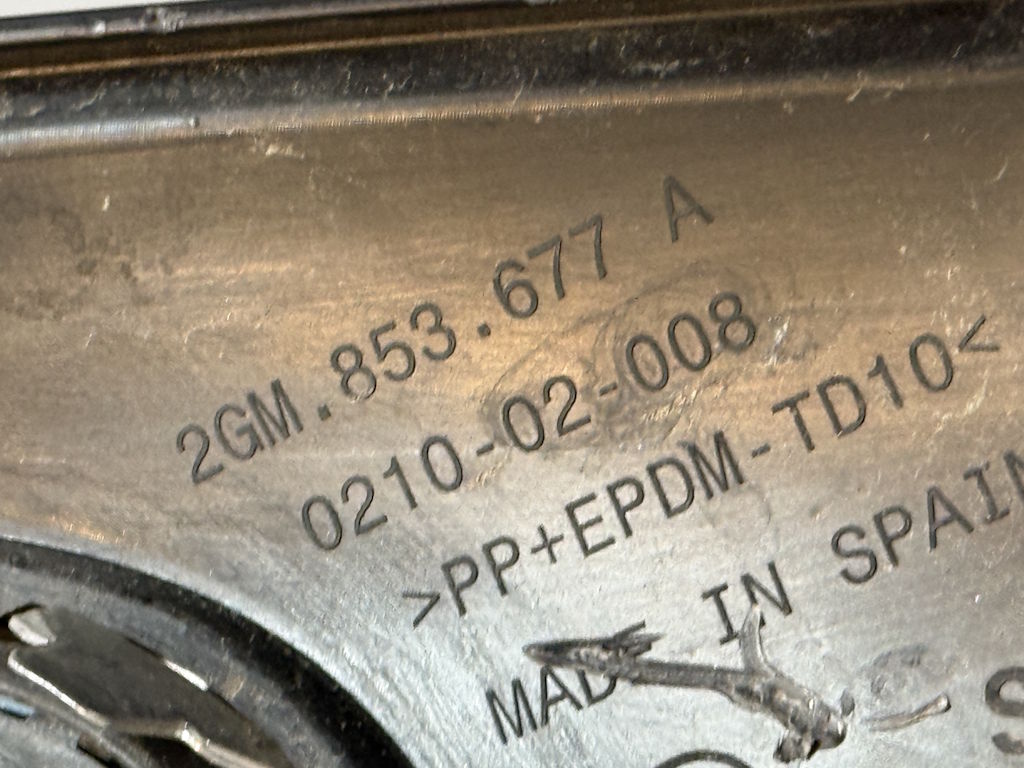 2GM.853.677 A
0210-02-008
>PP+EPDM-TD10<
IN SPAIN